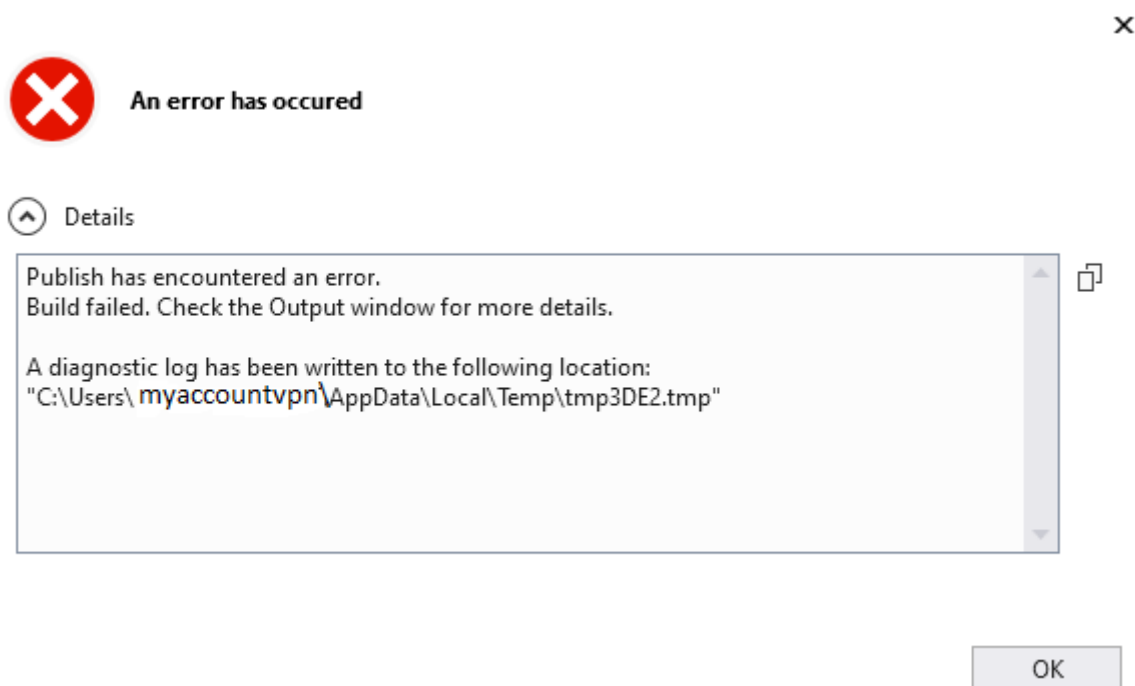 An error has occured
Details
Publish has encountered an error.
Build failed. Check the Output window for more details.
A diagnostic log has been written to the following location:
"C:\Users\ myaccountvpn\AppData\Local\Temp\tmp3DE2.tmp"
OK